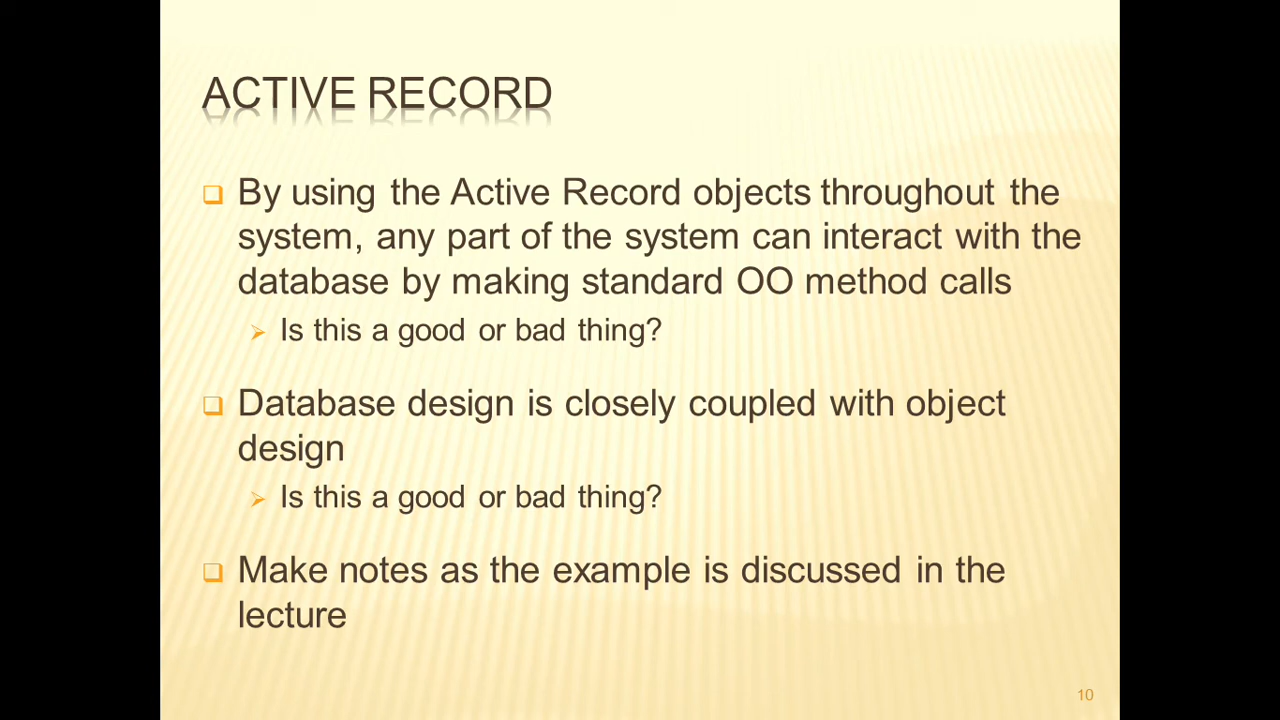 ACTIVE RECORD
By using the Active Record objects throughout the
system, any part of the system can interact with the
database by making standard OO method calls
Is this a good or bad thing?
Database design is closely coupled with object
design
Is this a good or bad thing?
Make notes as the example is discussed in the
lecture
10